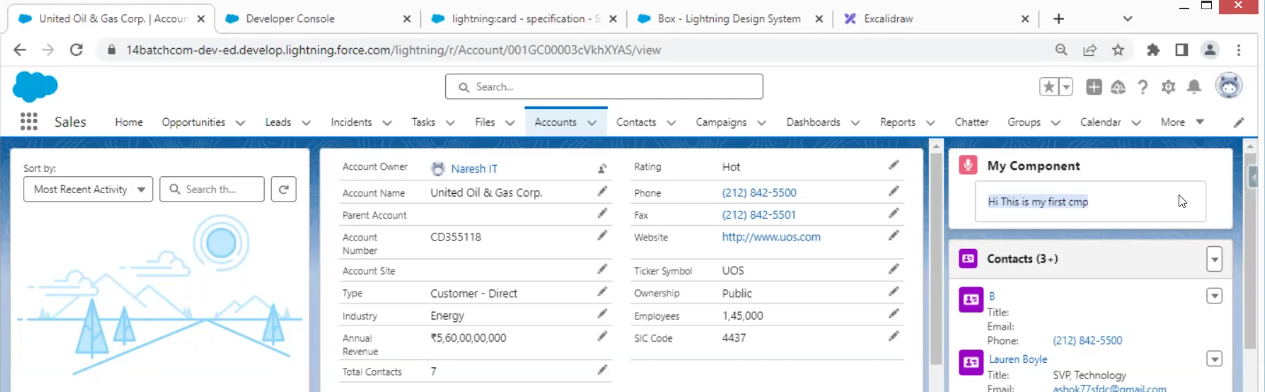 United Oil & Gas Corp. | Accoun
Developer Console
lightning:card - specification - S
Box - Lightning Design System
Excalidraw
14batchcom-dev-ed.develop.lightning.force.com/lightning/r/Account/001GC00003cVkhXYAS/view
Search...
Sales
Home
Opportunities
Leads
Incidents
Tasks
Files
Accounts
Contacts
Campaigns
Dashboards
Reports
Chatter
Groups
Calendar
More
Sort by:
Most Recent Activity
Search th...
Account Owner
Naresh IT
Rating
Hot
Account Name
United Oil & Gas Corp.
Phone
(212) 842-5500
Parent Account
Fax
(212) 842-5501
Account
Number
CD355118
Website
http://www.uos.com
Account Site
Ticker Symbol
UOS
Type
Customer - Direct
Ownership
Public
Industry
Energy
Employees
1,45,000
Annual
Revenue
₹5,60,00,00,000
SIC Code
4437
Total Contacts
7
My Component
Hi This is my first cmp
Contacts (3+)
B
Title:
Email:
Phone:
(212) 842-5500
Lauren Boyle
Title:
SVP, Technology
Email:
ashok77sfdc@gmail.com